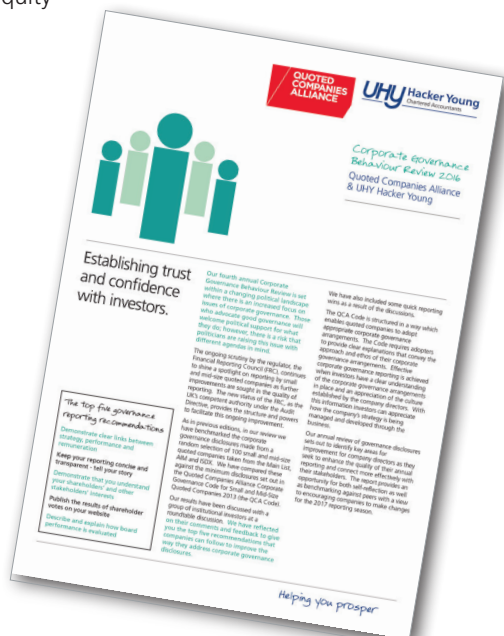 quity
QUOTED
COMPANIES
ALLIANCE
UHY Hacker Young
Chartered Accountants
Corporate Governance
Behaviour Review 2016
Quoted Companies Alliance
& UHY Hacker Young
Establishing trust
and confidence
with investors.
The top five governance
reporting recommendations
Demonstrate clear links between
strategy, performance and
remuneration
Keep your reporting concise and
transparent - tell your story
Demonstrate that you understand
your shareholders' and other
stakeholders' interests
Publish the results of shareholder
votes on your website
Describe and explain how board
performance is evaluated
Our fourth annual Corporate
Governance Behaviour Review is set
within a changing political landscape
where there is an increased focus on
issues of corporate governance. Those
who advocate good governance will
welcome political support for what
they do; however, there is a risk that
politicians are raising this issue with
different agendas in mind.
The ongoing scrutiny by the regulator, the
Financial Reporting Council (FRC), continues
to shine a spotlight on reporting by small
and mid-size quoted companies as further
improvements are sought in the quality of
reporting. The new status of the FRC, as the
UK's competent authority under the Audit
Directive, provides the structure and powers
to facilitate this ongoing improvement.
As in previous editions, in our review we
have benchmarked the corporate
governance disclosures made from a
random selection of 100 small and mid-size
quoted companies taken from the Main List,
AIM and ISDX. We have compared these
against the minimum disclosures set out in
the Quoted Companies Alliance Corporate
Governance Code for Small and Mid-Size
Quoted Companies 2013 (the QCA Code).
Our results have been discussed with a
group of institutional investors at a
roundtable discussion. We have reflected
on their comments and feedback to give
you the top five recommendations that
companies can follow to improve the
way they address corporate governance
disclosures.
We have also included some quick reporting
wins as a result of the discussions.
The QCA Code is structured in a way which
enables quoted companies to adopt
appropriate corporate governance
arrangements. The Code requires adopters
to provide clear explanations that convey the
approach and ethos of their corporate
governance arrangements. Effective
corporate governance reporting is achieved
when investors have a clear understanding
of the corporate governance arrangements
in place and an appreciation of the culture
established by the company directors. With
this information investors can appreciate
how the company's strategy is being
managed and developed through the
business.
Our annual review of governance disclosures
sets out to identify key areas for
improvement for company directors as they
seek to enhance the quality of their annual
reporting and connect more effectively with
their stakeholders. The report provides an
opportunity for both self-reflection as well
as benchmarking against peers with a view
to encouraging companies to make changes
for the 2017 reporting season.
Helping you prosper